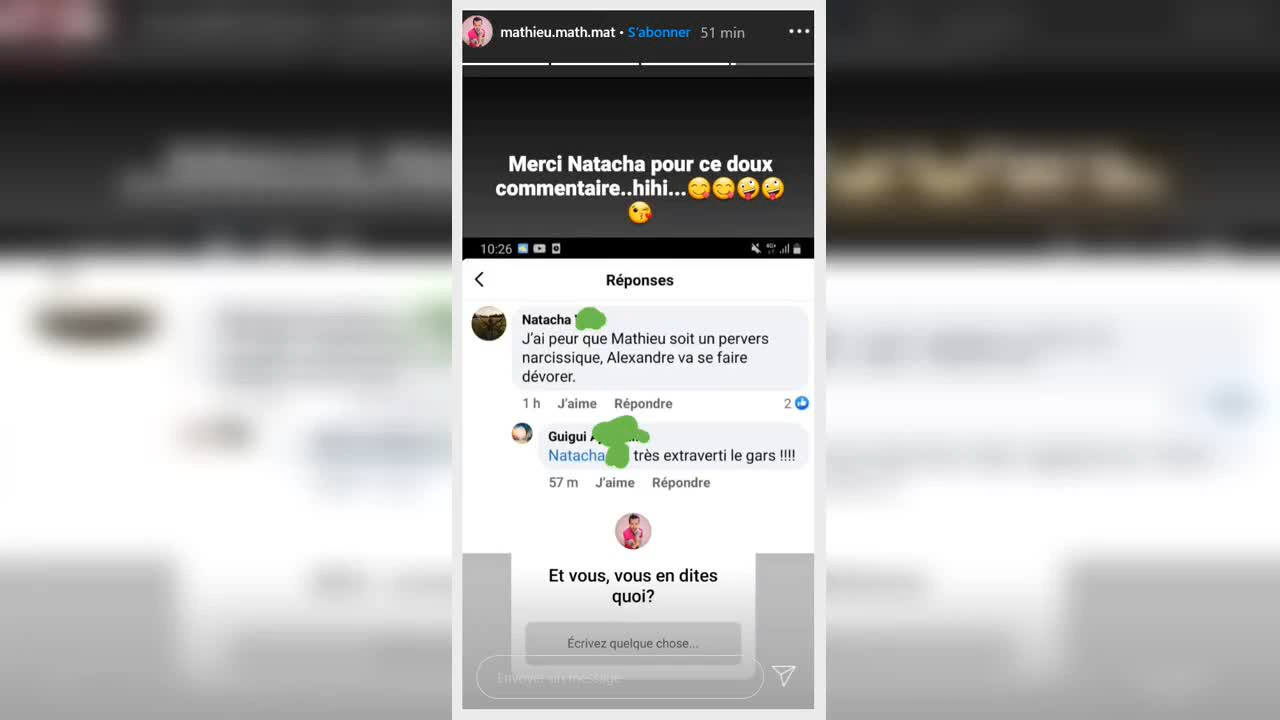 mathieu.math.mat • S'abonner 51 min
Merci Natacha pour ce doux
commentaire..hihi...😋😋🤪🤪
😘
10:26
Réponses
Natacha
J'ai peur que Mathieu soit un pervers
narcissique, Alexandre va se faire
dévorer.
1 h J'aime Répondre 2
Guigui
Natacha très extraverti le gars !!!!
57 m J'aime Répondre
Et vous, vous en dites
quoi?
Écrivez quelque chose...
Envoyer un message